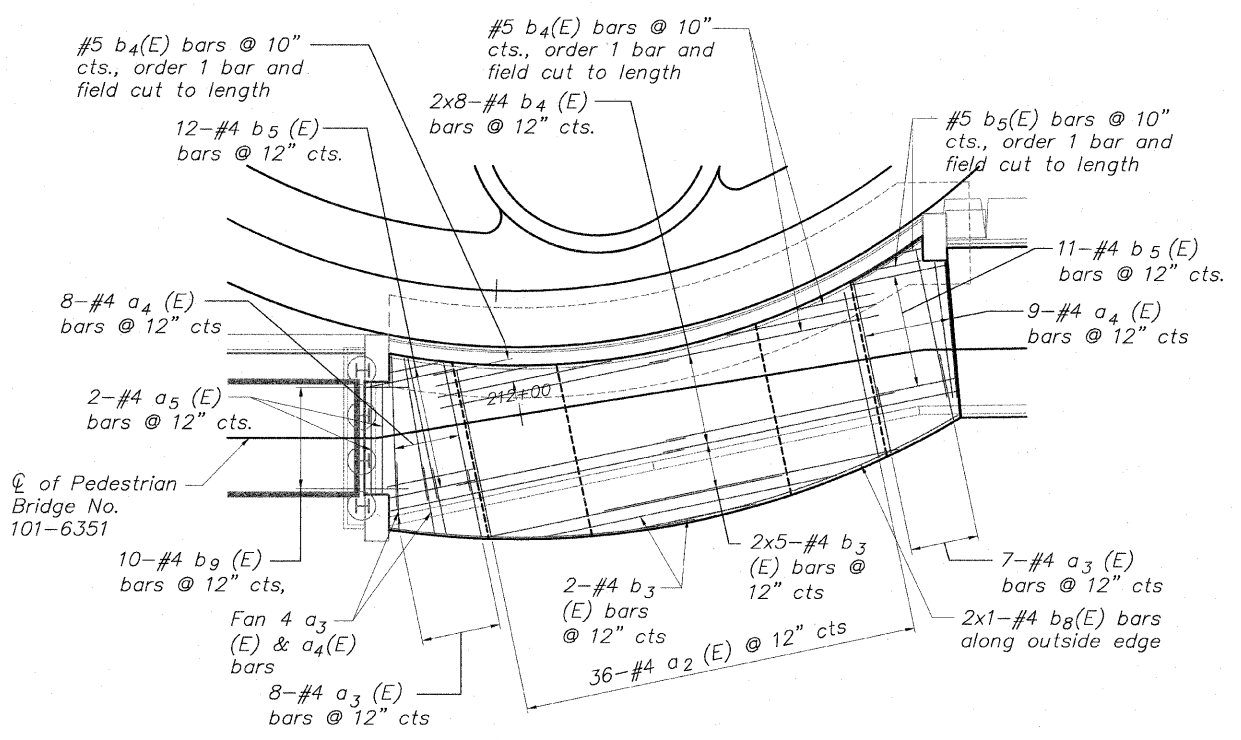 #5 b4(E) bars @ 10"
cts., order 1 bar and
field cut to length
#5 b4(E) bars @ 10"
cts., order 1 bar and
field cut to length
2x8-#4 b4 (E)
bars @ 12" cts.
12-#4 b5 (E)
bars @ 12" cts.
#5 b5(E) bars @ 10"
cts., order 1 bar and
field cut to length
11-#4 b5 (E)
bars @ 12" cts.
8-#4 a4 (E)
bars @ 12" cts
9-#4 a4 (E)
bars @ 12" cts
212+00
2-#4 a5 (E)
bars @ 12" cts.
℄ of Pedestrian
Bridge No.
101-6351
10-#4 b9 (E)
bars @ 12" cts,
Fan 4 a3
(E) & a4(E)
bars
8-#4 a3 (E)
bars @ 12" cts
2-#4 b3
(E) bars
@ 12" cts
2x5-#4 b3
(E) bars @
12" cts
7-#4 a3 (E)
bars @ 12" cts
2x1-#4 b8(E) bars
along outside edge
36-#4 a2 (E) @ 12" cts